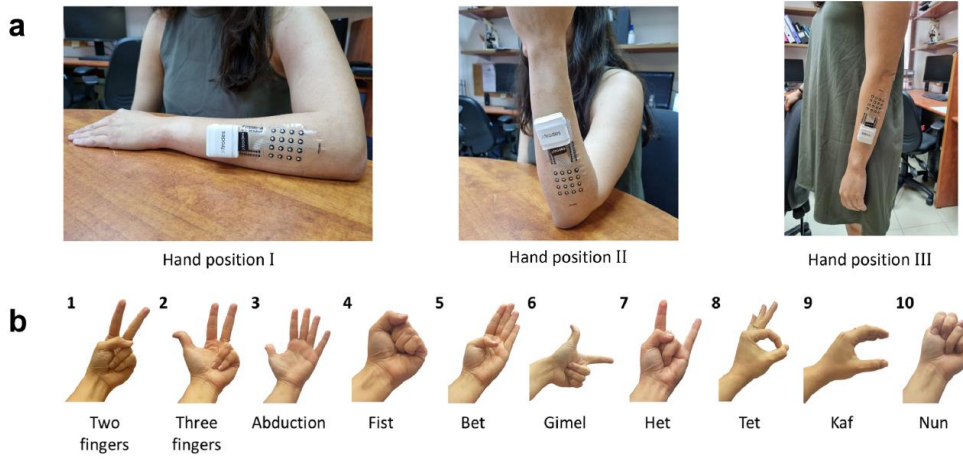 a
Hand position I
Hand position II
Hand position III
b
1 2 3 4 5 6 7 8 9 10
Two fingers
Three fingers
Abduction
Fist
Bet
Gimel
Het
Tet
Kaf
Nun